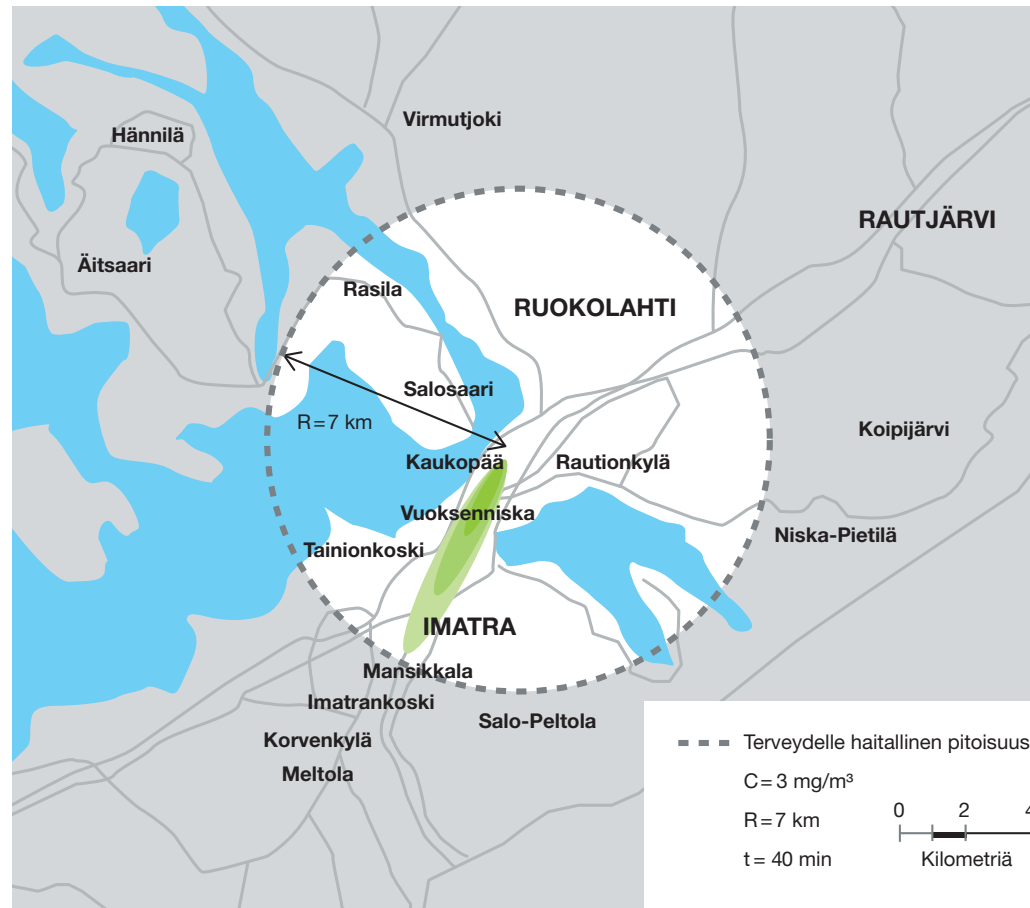 Virmutjoki
Hännilä
RAUTJÄRVI
Äitsaari
Rasila
RUOKOLAHTI
Salosaari
R=7 km
Koipijärvi
Kaukopää
Rautionkylä
Vuoksenniska
Niska-Pietilä
Tainionkoski
IMATRA
Mansikkala
Imatrankoski
Salo-Peltola
Korvenkylä
Meltola
Terveydelle haitallinen pitoisuus
C=3 mg/m³
R=7 km
t= 40 min
0 2 4
Kilometriä